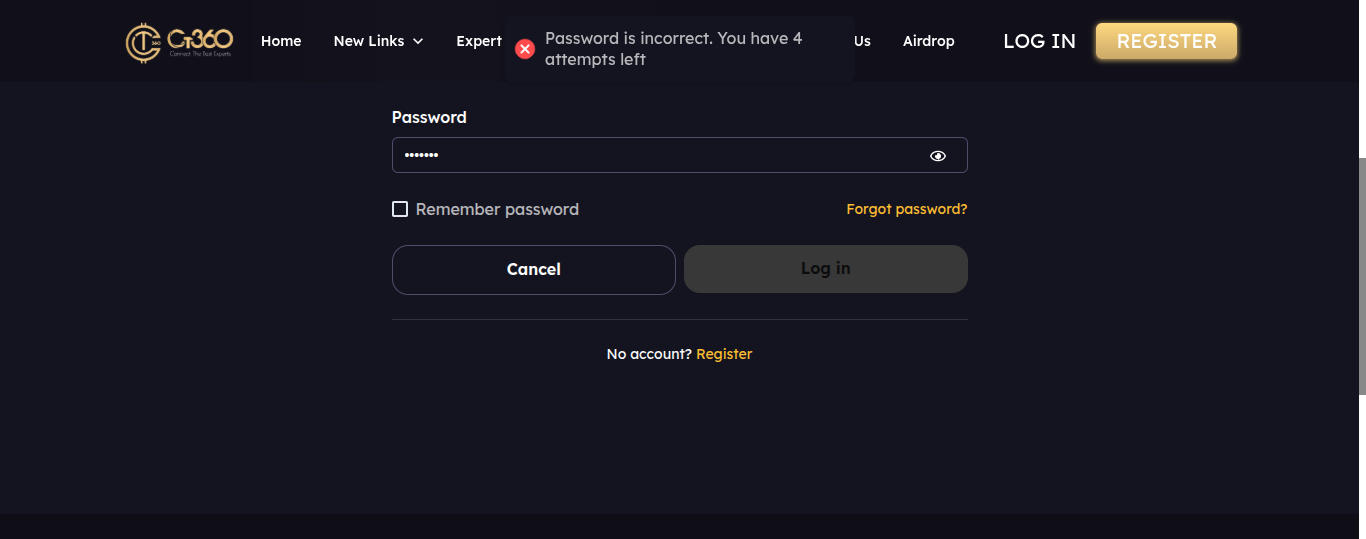 CT360
Connect The Best Experts
Home
New Links
Expert
Password is incorrect. You have 4
attempts left
Us
Airdrop
LOG IN
REGISTER
Password
•••••••
Remember password
Forgot password?
Cancel
Log in
No account? Register